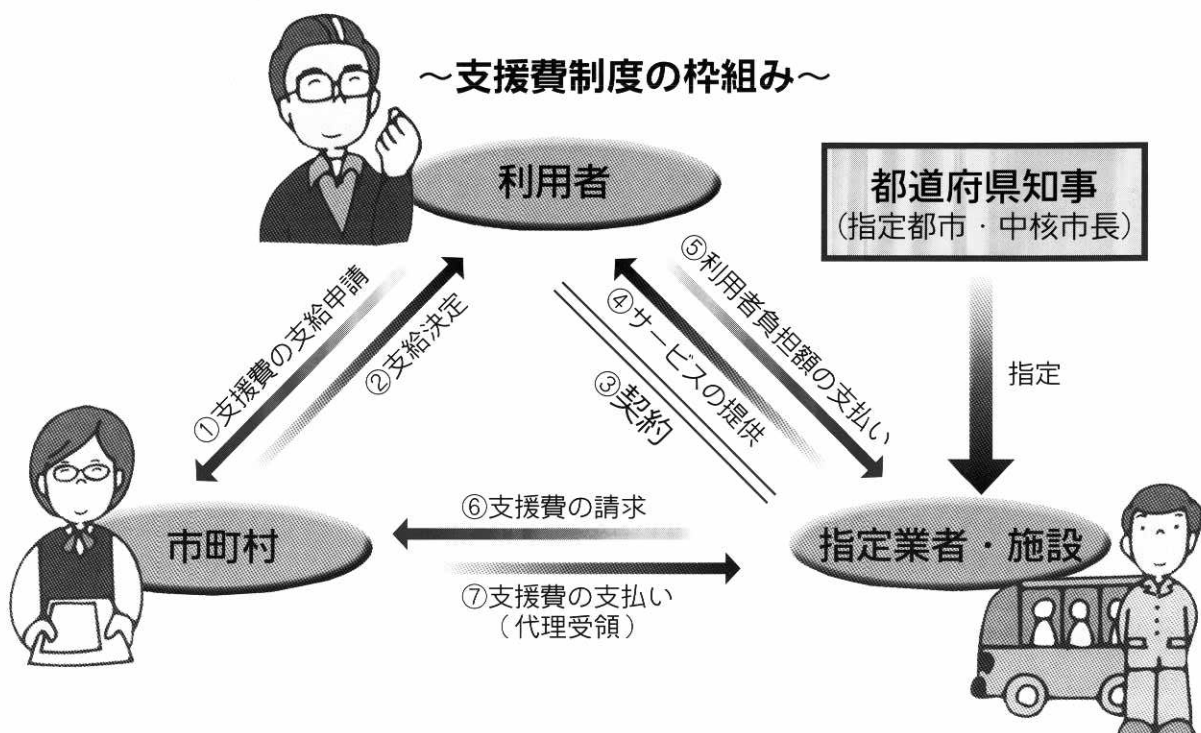 ～支援費制度の枠組み～
利用者
都道府県知事
（指定都市・中核市長）
①支援費の支給申請
②支給決定
③契約
④サービスの提供
⑤利用者負担額の支払い
指定
市町村
⑥支援費の請求
⑦支援費の支払い
（代理受領）
指定業者・施設